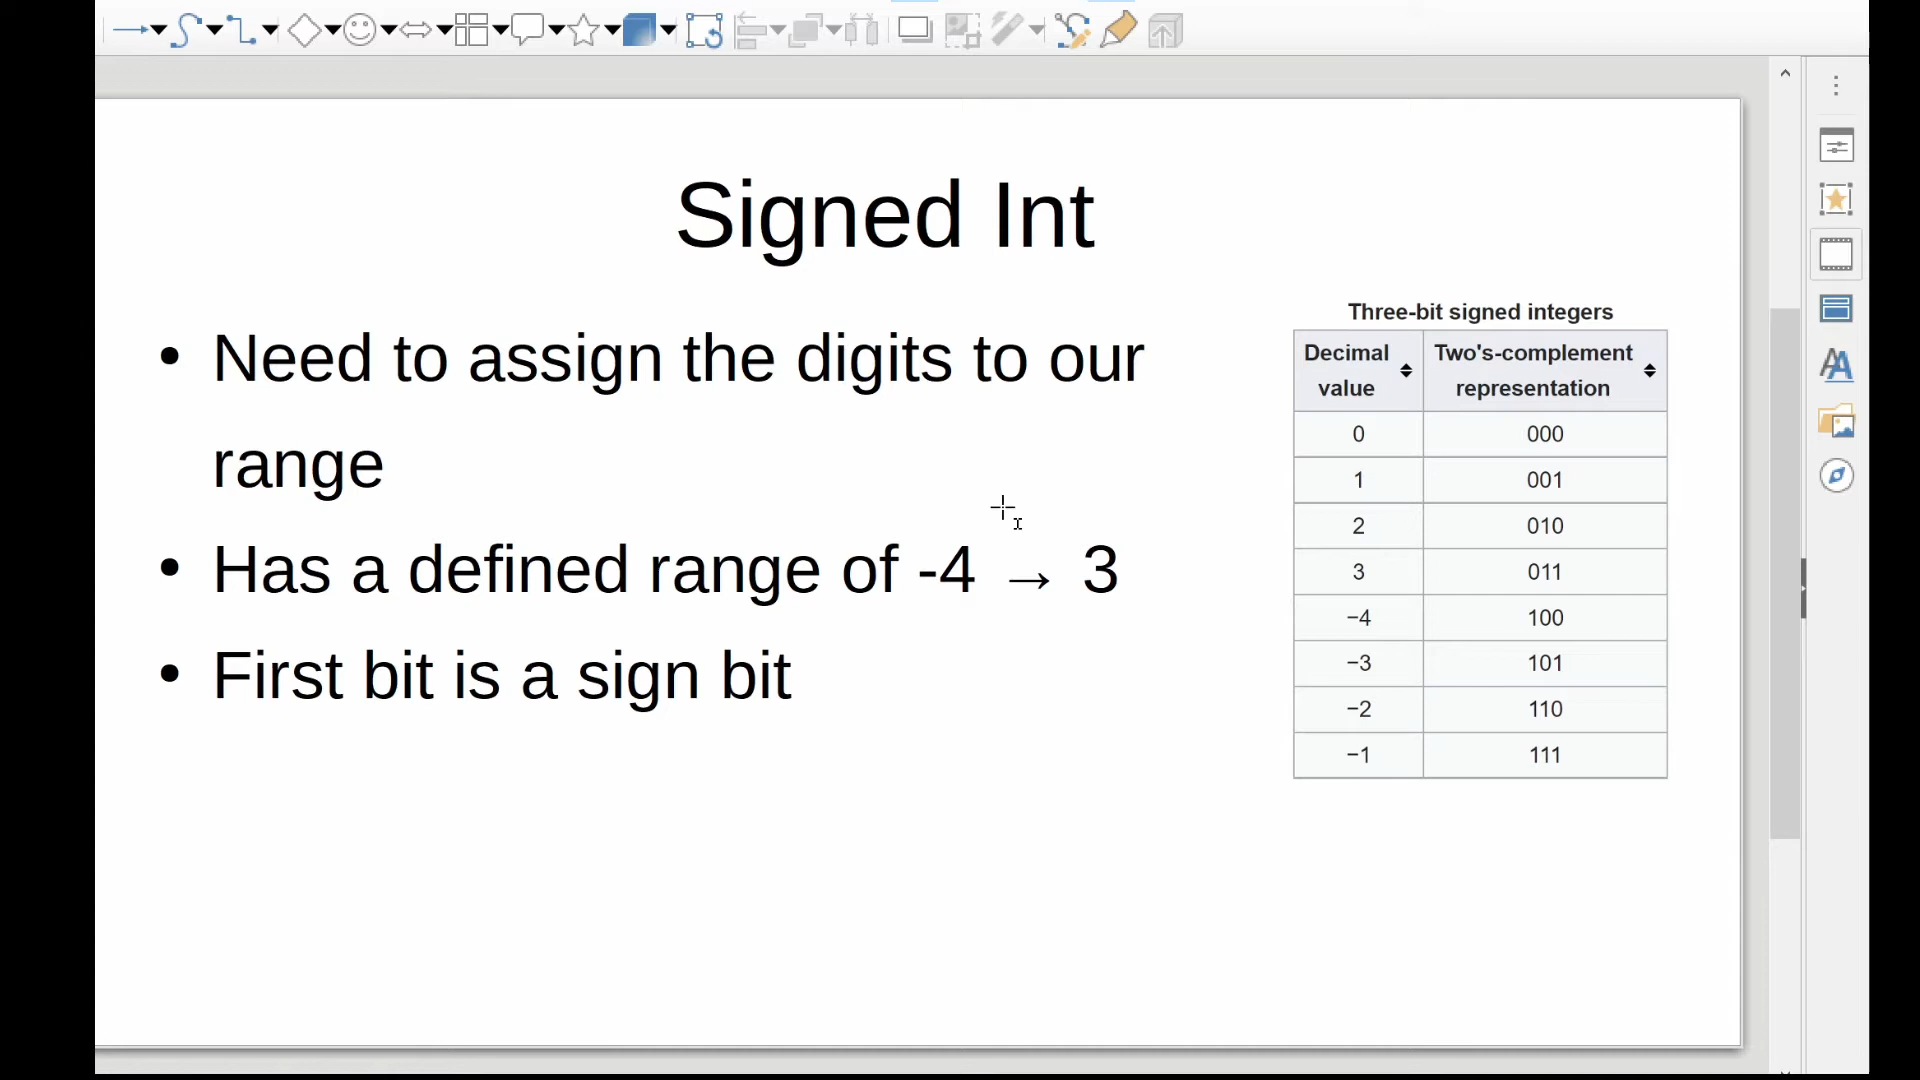 Signed Int
• Need to assign the digits to our
range
• Has a defined range of -4 → 3
• First bit is a sign bit
Three-bit signed integers
Decimal value Two's-complement representation
0 000
1 001
2 010
3 011
−4 100
−3 101
−2 110
−1 111